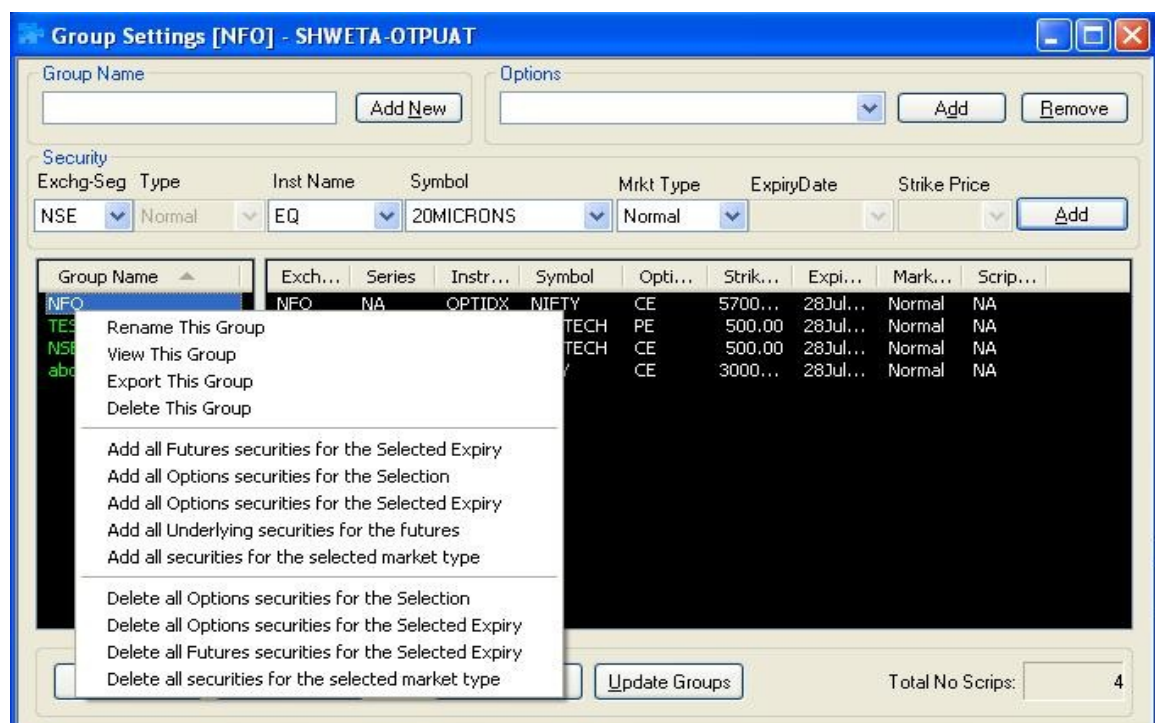 Group Settings [NFO] - SHWETA-OTPUAT
Group Name Options
Add New Add Remove
Security
Exchg-Seg Type Inst Name Symbol Mrkt Type ExpiryDate Strike Price
NSE Normal EQ 20MICRONS Normal Add
Group Name Exch... Series Instr... Symbol Opti... Strik... Expi... Mark... Scrip...
NFO NFO NA OPTIDX NIFTY CE 5700... 28Jul... Normal NA
TECH PE 500.00 28Jul... Normal NA
TECH CE 500.00 28Jul... Normal NA
CE 3000... 28Jul... Normal NA
Rename This Group
View This Group
Export This Group
Delete This Group
Add all Futures securities for the Selected Expiry
Add all Options securities for the Selection
Add all Options securities for the Selected Expiry
Add all Underlying securities for the futures
Add all securities for the selected market type
Delete all Options securities for the Selection
Delete all Options securities for the Selected Expiry
Delete all Futures securities for the Selected Expiry
Delete all securities for the selected market type
Update Groups Total No Scrips: 4